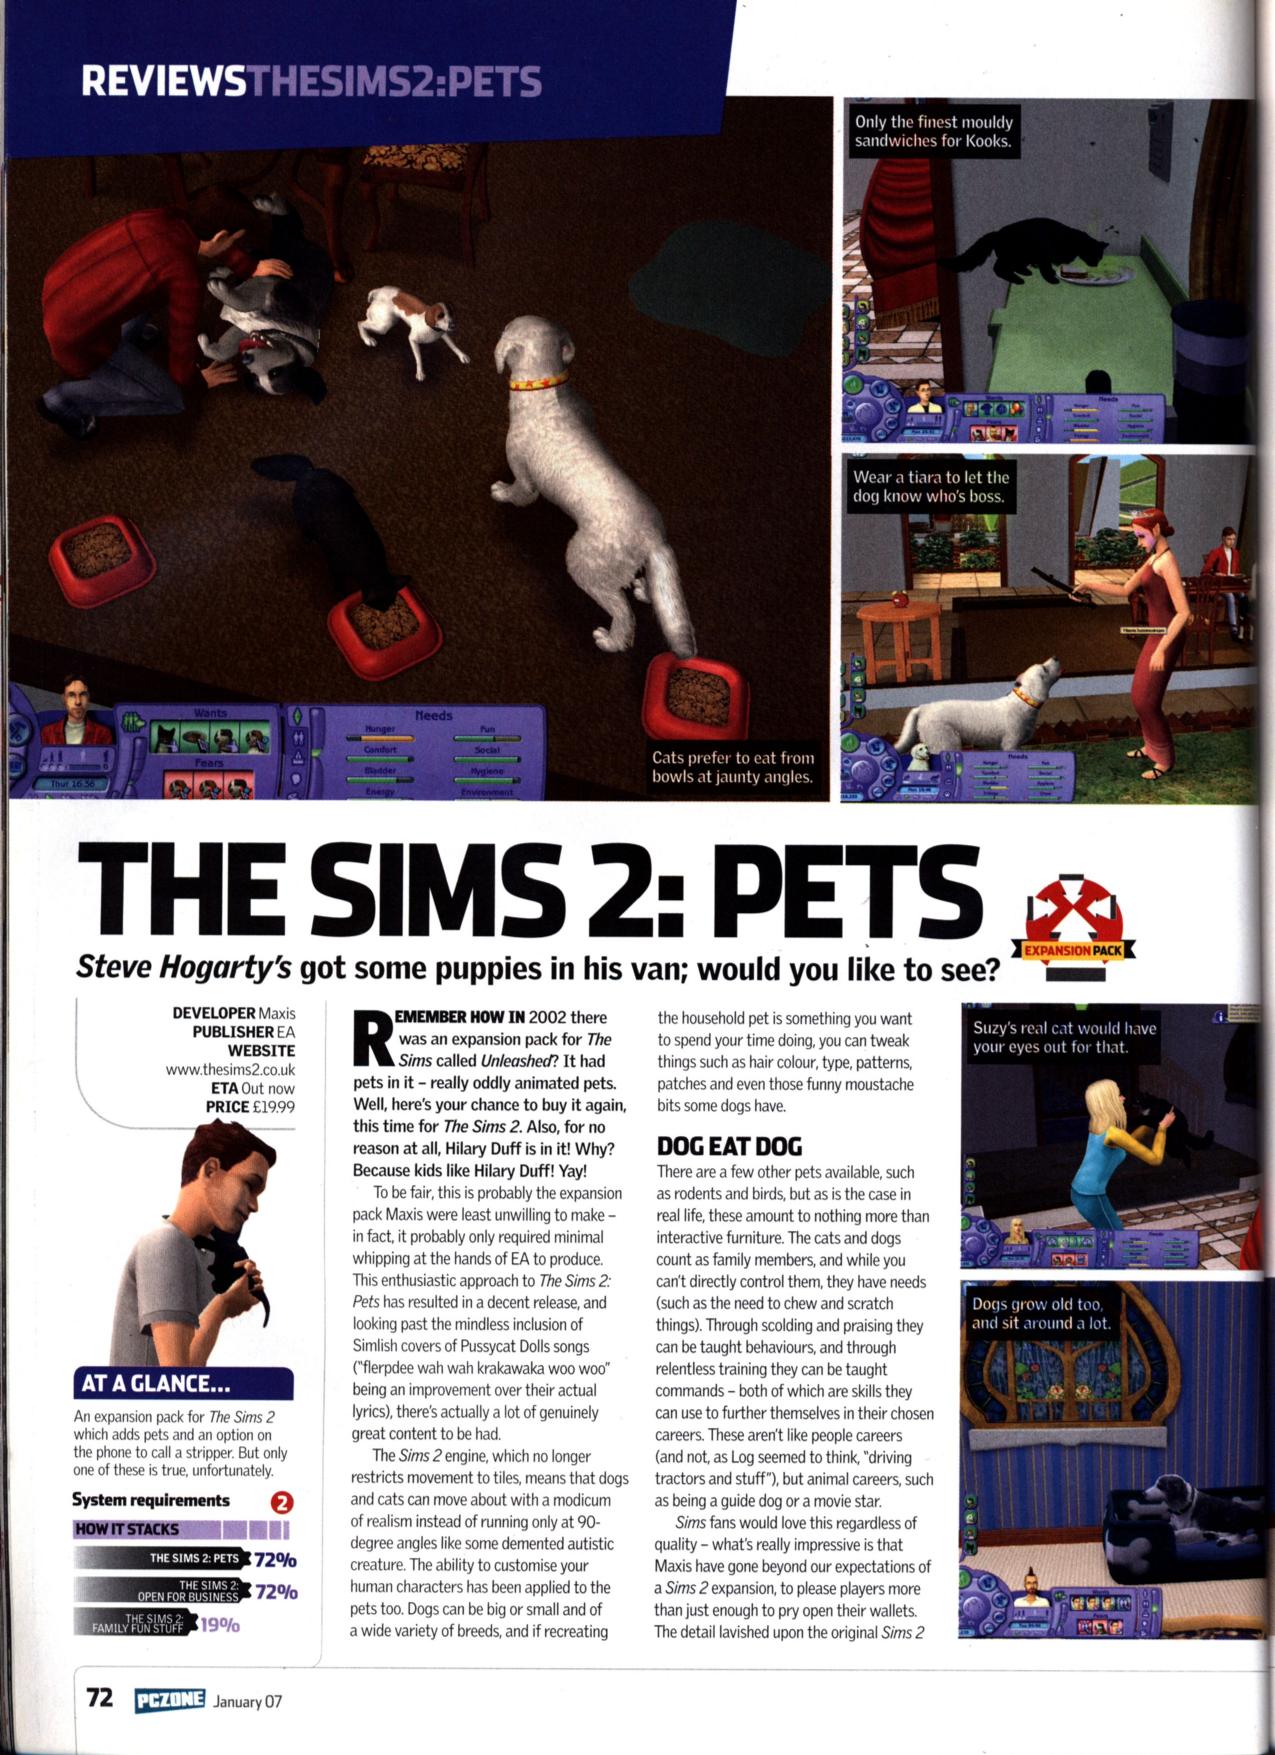 REVIEWSTHESIMS2:PETS
Only the finest mouldy
sandwiches for Kooks.
Wear a tiara to let the
dog know who's boss.
Wants
Fears
Thur 16:36
Needs
Hunger
Fun
Comfort
Social
Bladder
Hygiene
Energy
Environment
Cats prefer to eat from
bowls at jaunty angles.
THE SIMS 2: PETS
EXPANSION PACK
Steve Hogarty's got some puppies in his van; would you like to see?
DEVELOPER Maxis
PUBLISHER EA
WEBSITE
www.thesims2.co.uk
ETA Out now
PRICE £19.99
AT A GLANCE...
An expansion pack for The Sims 2
which adds pets and an option on
the phone to call a stripper. But only
one of these is true, unfortunately.
System requirements 2
HOW IT STACKS
THE SIMS 2: PETS 72%
THE SIMS 2:
OPEN FOR BUSINESS 72%
THE SIMS 2:
FAMILY FUN STUFF 19%
REMEMBER HOW IN 2002 there
was an expansion pack for The
Sims called Unleashed? It had
pets in it – really oddly animated pets.
Well, here's your chance to buy it again,
this time for The Sims 2. Also, for no
reason at all, Hilary Duff is in it! Why?
Because kids like Hilary Duff! Yay!
To be fair, this is probably the expansion
pack Maxis were least unwilling to make –
in fact, it probably only required minimal
whipping at the hands of EA to produce.
This enthusiastic approach to The Sims 2:
Pets has resulted in a decent release, and
looking past the mindless inclusion of
Simlish covers of Pussycat Dolls songs
("flerpdee wah wah krakawaka woo woo"
being an improvement over their actual
lyrics), there's actually a lot of genuinely
great content to be had.
The Sims 2 engine, which no longer
restricts movement to tiles, means that dogs
and cats can move about with a modicum
of realism instead of running only at 90-
degree angles like some demented autistic
creature. The ability to customise your
human characters has been applied to the
pets too. Dogs can be big or small and of
a wide variety of breeds, and if recreating
the household pet is something you want
to spend your time doing, you can tweak
things such as hair colour, type, patterns,
patches and even those funny moustache
bits some dogs have.
DOG EAT DOG
There are a few other pets available, such
as rodents and birds, but as is the case in
real life, these amount to nothing more than
interactive furniture. The cats and dogs
count as family members, and while you
can't directly control them, they have needs
(such as the need to chew and scratch
things). Through scolding and praising they
can be taught behaviours, and through
relentless training they can be taught
commands – both of which are skills they
can use to further themselves in their chosen
careers. These aren't like people careers
(and not, as Log seemed to think, "driving
tractors and stuff"), but animal careers, such
as being a guide dog or a movie star.
Sims fans would love this regardless of
quality – what's really impressive is that
Maxis have gone beyond our expectations of
a Sims 2 expansion, to please players more
than just enough to pry open their wallets.
The detail lavished upon the original Sims 2
Suzy's real cat would have
your eyes out for that.
Dogs grow old too,
and sit around a lot.
72 PCZONE January 07